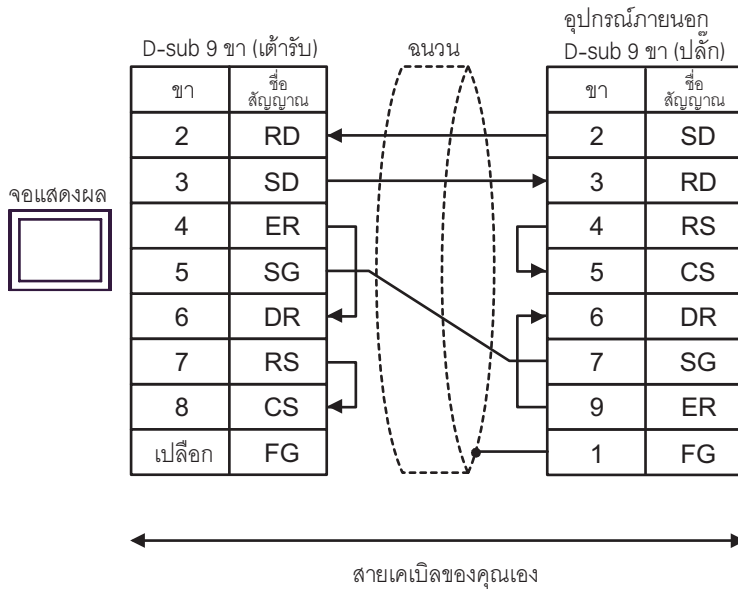 อุปกรณ์ภายนอก
D-sub 9 ขา (เต้ารับ) ฉนวน D-sub 9 ขา (ปลั๊ก)
ขา ชื่อสัญญาณ ขา ชื่อสัญญาณ
2 RD 2 SD
3 SD 3 RD
จอแสดงผล
4 ER 4 RS
5 SG 5 CS
6 DR 6 DR
7 RS 7 SG
8 CS 9 ER
เปลือก FG 1 FG
สายเคเบิลของคุณเอง